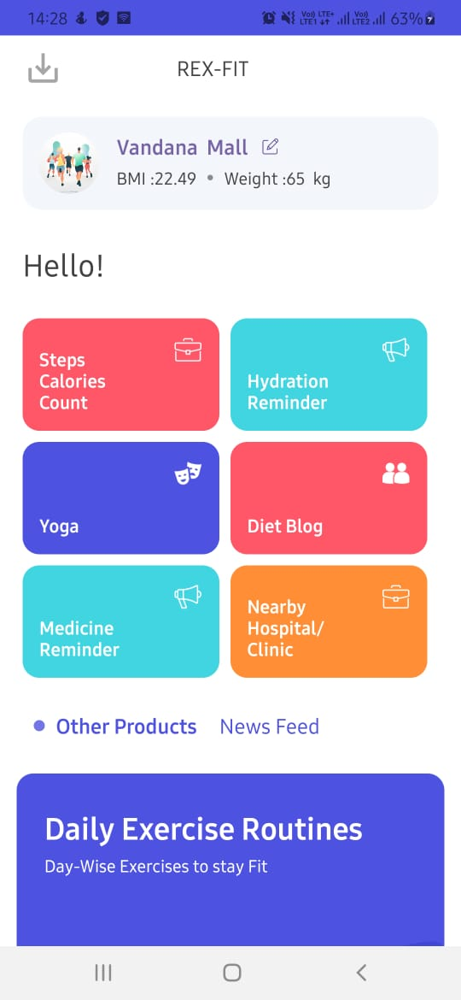 14:28 Vo)) LTE+ Vo)) 63%
LTE1 LTE2
REX-FIT
Vandana Mall
BMI :22.49 • Weight :65 kg
Hello!
Steps
Calories
Count
Hydration
Reminder
Yoga
Diet Blog
Medicine
Reminder
Nearby
Hospital/
Clinic
Other Products News Feed
Daily Exercise Routines
Day-Wise Exercises to stay Fit